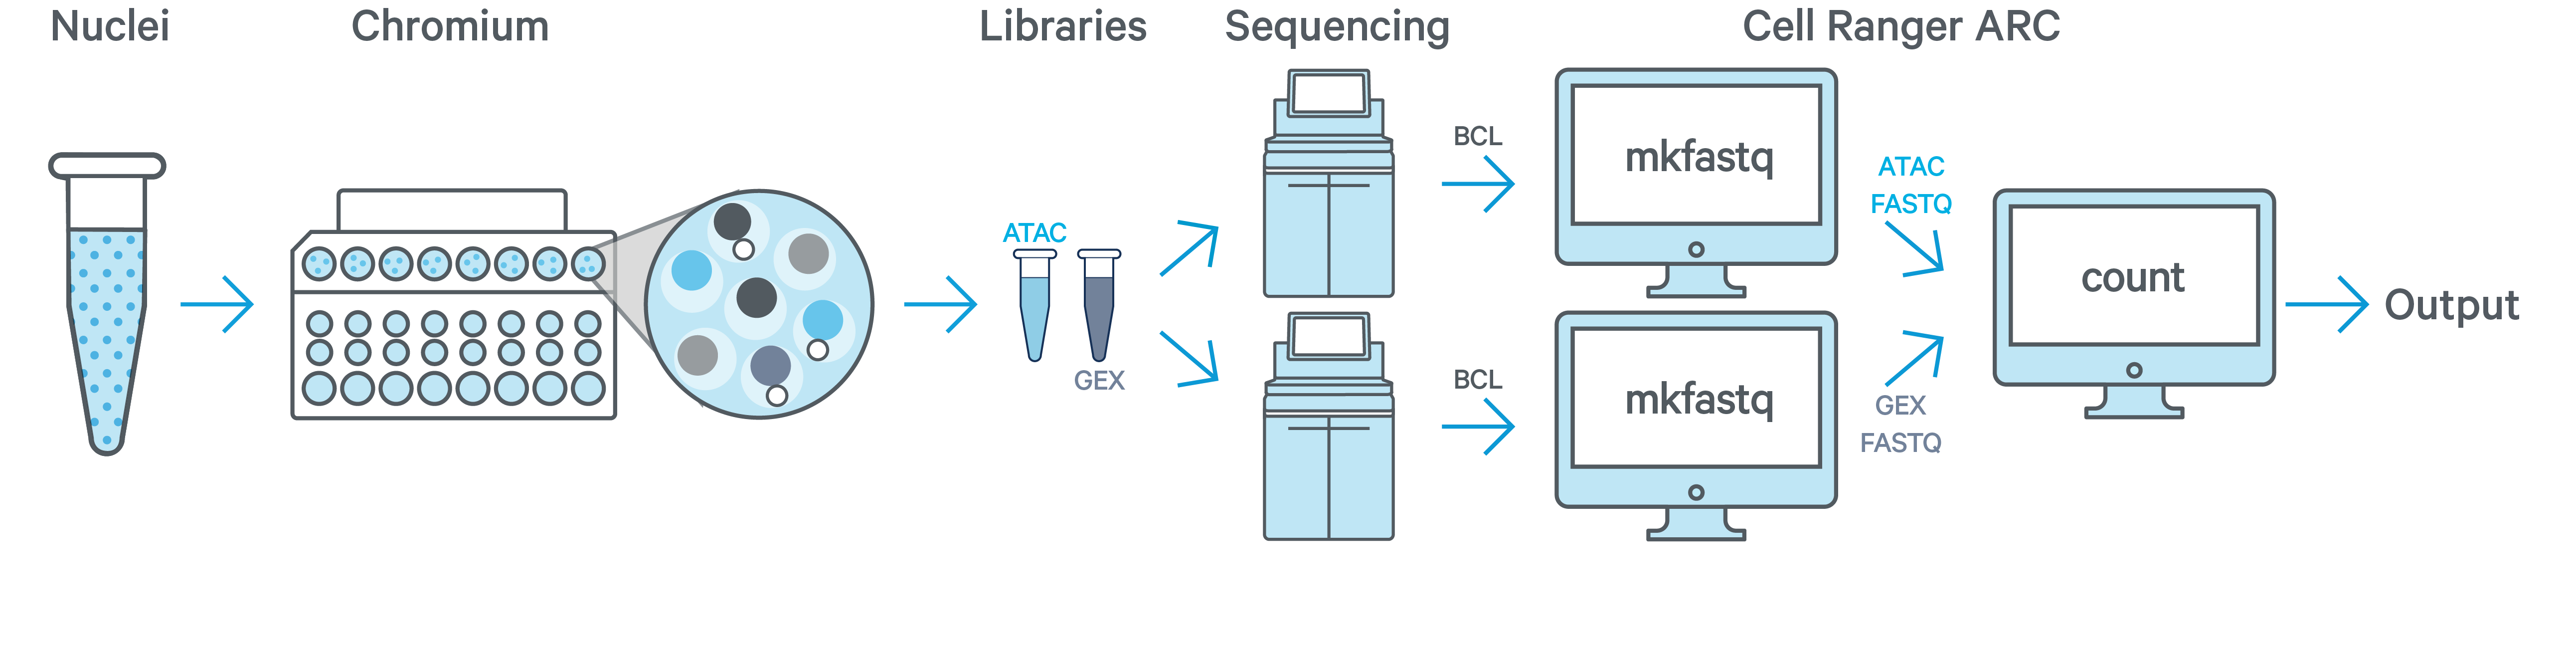 Nuclei
Chromium
Libraries
Sequencing
Cell Ranger ARC
ATAC
GEX
BCL
mkfastq
BCL
mkfastq
ATAC
FASTQ
GEX
FASTQ
count
Output